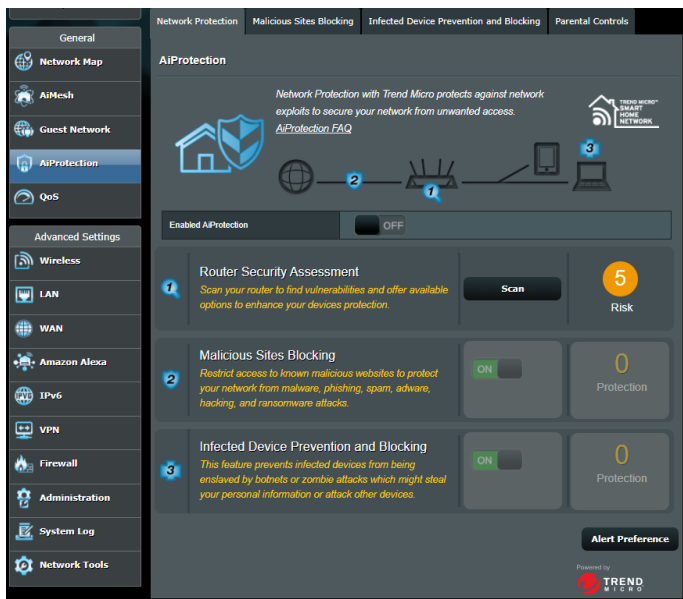 Network Protection
Malicious Sites Blocking
Infected Device Prevention and Blocking
Parental Controls
General
Network Map
AiMesh
Guest Network
AiProtection
QoS
Advanced Settings
Wireless
LAN
WAN
Amazon Alexa
IPv6
VPN
Firewall
Administration
System Log
Network Tools
AiProtection
Network Protection with Trend Micro protects against network
exploits to secure your network from unwanted access.
AiProtection FAQ
TREND MICRO™
SMART
HOME
NETWORK
2
1
3
Enabled AiProtection
OFF
1
Router Security Assessment
Scan your router to find vulnerabilities and offer available
options to enhance your devices protection.
Scan
5
Risk
2
Malicious Sites Blocking
Restrict access to known malicious websites to protect
your network from malware, phishing, spam, adware,
hacking, and ransomware attacks.
ON
0
Protection
3
Infected Device Prevention and Blocking
This feature prevents infected devices from being
enslaved by botnets or zombie attacks which might steal
your personal information or attack other devices.
ON
0
Protection
Alert Preference
Powered by
TREND
MICRO